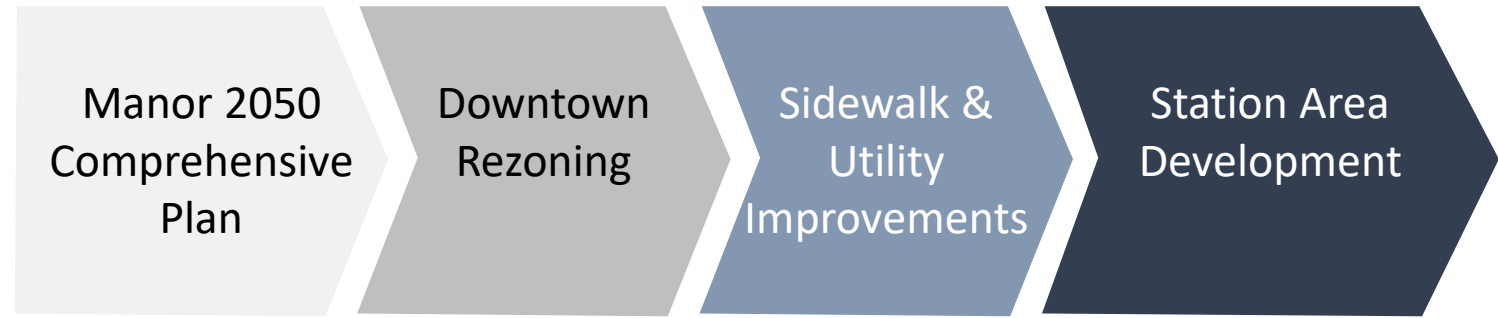 Manor 2050
Comprehensive
Plan
Downtown
Rezoning
Sidewalk &
Utility
Improvements
Station Area
Development